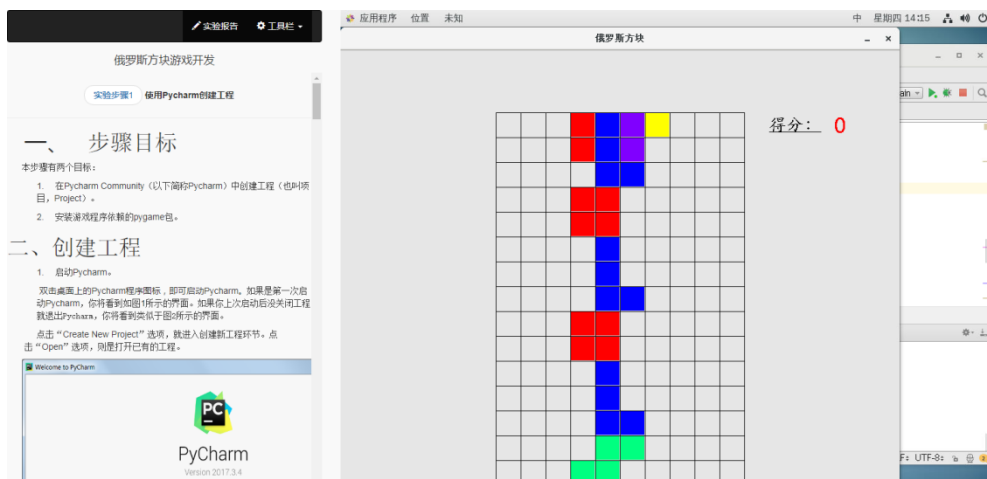 实验报告 工具栏
俄罗斯方块游戏开发
实验步骤1 使用Pycharm创建工程
一、 步骤目标
本步骤有两个目标：
1. 在Pycharm Community（以下简称Pycharm）中创建工程（也叫项
目，Project）。
2. 安装游戏程序依赖的pygame包。
二、创建工程
1. 启动Pycharm。
双击桌面上的Pycharm程序图标，即可启动Pycharm。如果是第一次启
动Pycharm，你将看到如图1所示的界面。如果你上次启动后没关闭工程
就退出Pycharm，你将看到类似于图2所示的界面。
点击“Create New Project”选项，就进入创建新工程环节。点
击“Open”选项，则是打开已有的工程。
Welcome to PyCharm
PC
PyCharm
Version 2017.3.4
应用程序 位置 未知 中 星期四 14:15
俄罗斯方块
得分： 0
ain
F: UTF-8: